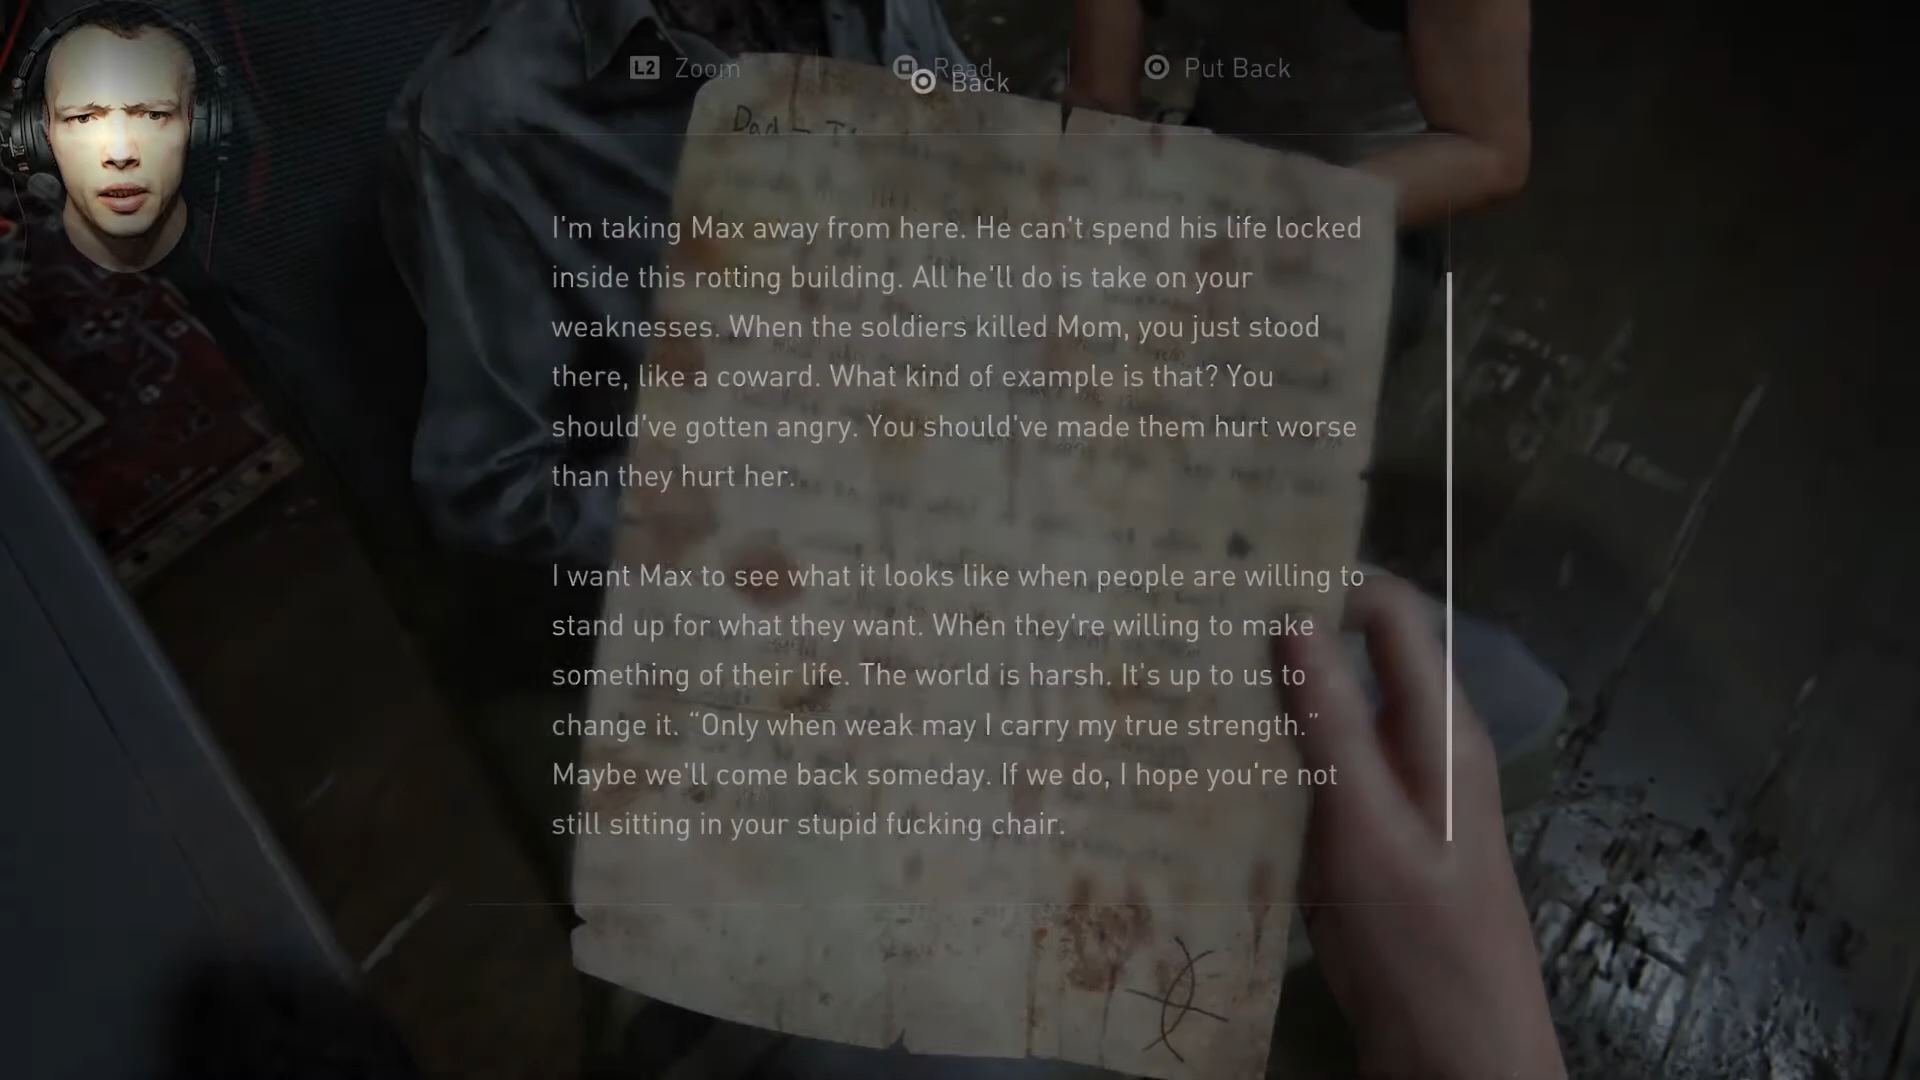 L2 Zoom Read Put Back
Back
Dad
I'm taking Max away from here. He can't spend his life locked
inside this rotting building. All he'll do is take on your
weaknesses. When the soldiers killed Mom, you just stood
there, like a coward. What kind of example is that? You
should've gotten angry. You should've made them hurt worse
than they hurt her.
I want Max to see what it looks like when people are willing to
stand up for what they want. When they're willing to make
something of their life. The world is harsh. It's up to us to
change it. “Only when weak may I carry my true strength.”
Maybe we'll come back someday. If we do, I hope you're not
still sitting in your stupid fucking chair.